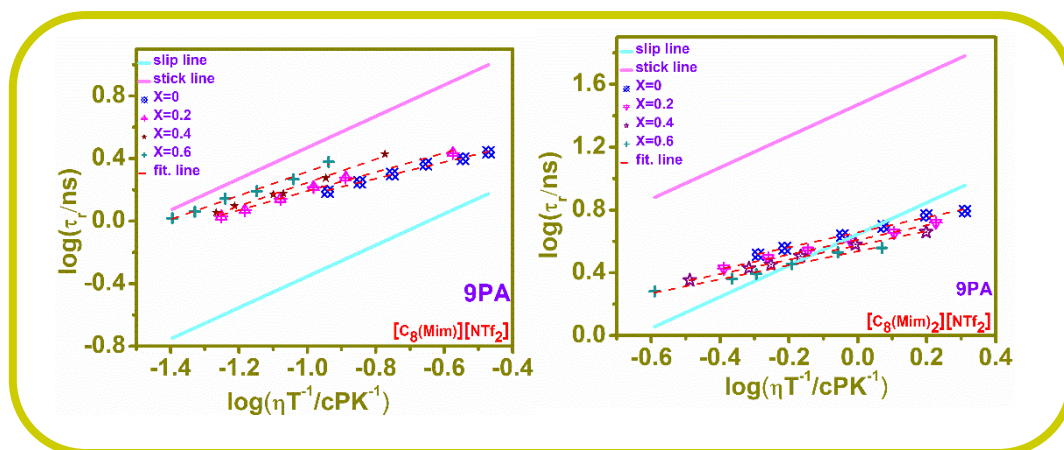 slip line
stick line
X=0
X=0.2
X=0.4
X=0.6
fit. line
0.8
0.4
0.0
-0.4
-0.8
log(τr/ns)
9PA
[C8(Mim)][NTf2]
-1.4 -1.2 -1.0 -0.8 -0.6 -0.4
log(ηT-1/cPK-1)
slip line
stick line
X=0
X=0.2
X=0.4
X=0.6
fit. line
1.6
1.2
0.8
0.4
0.0
log(τr/ns)
9PA
[C8(Mim)2][NTf2]
-0.6 -0.4 -0.2 0.0 0.2 0.4
log(ηT-1/cPK-1)